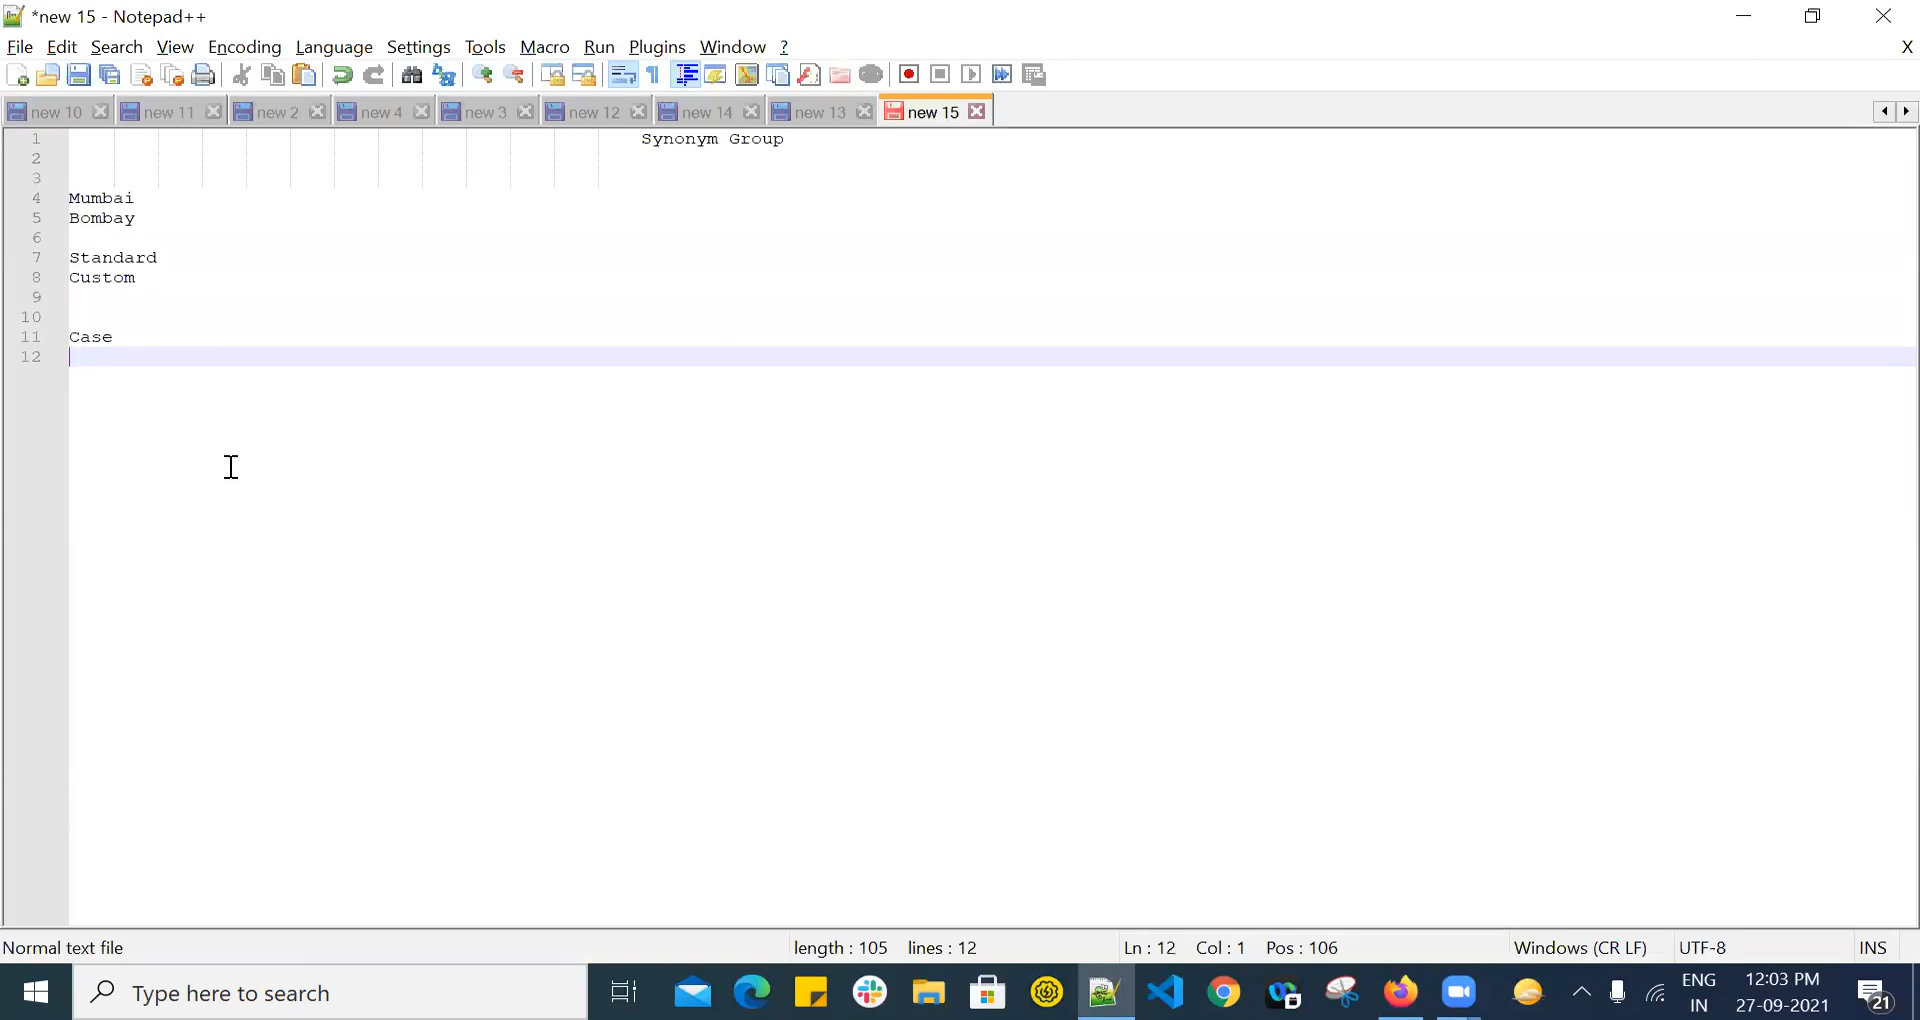 *new 15 - Notepad++
File Edit Search View Encoding Language Settings Tools Macro Run Plugins Window ? X
new 10 new 11 new 2 new 4 new 3 new 12 new 14 new 13 new 15
1 Synonym Group
2
3
4 Mumbai
5 Bombay
6
7 Standard
8 Custom
9
10
11 Case
12
Normal text file length : 105 lines : 12 Ln : 12 Col : 1 Pos : 106 Windows (CR LF) UTF-8 INS
Type here to search
ENG 12:03 PM
IN 27-09-2021 21